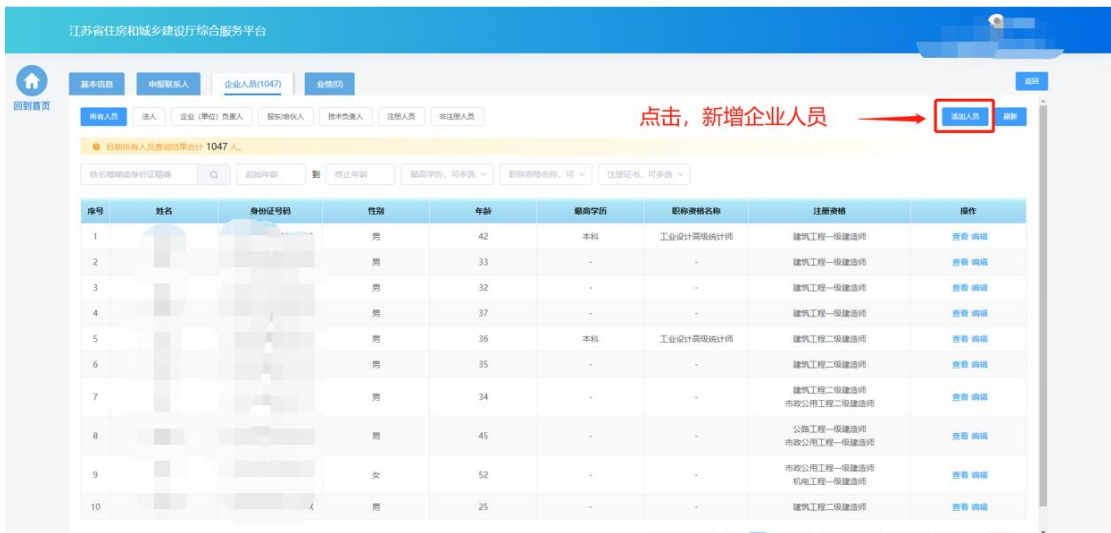 江苏省住房和城乡建设厅综合服务平台
回到首页
基本信息 申报联系人 企业人员(1047) 业绩(0) 返回
所有人员 法人 企业（单位）负责人 股东/合伙人 技术负责人 注册人员 非注册人员 点击，新增企业人员 添加人员 刷新
目前所有人员查询结果合计 1047 人。
姓名模糊或身份证精确 起始年龄 到 终止年龄 最高学历，可多选 职称资格名称，可 注册证书，可多选
序号 姓名 身份证号码 性别 年龄 最高学历 职称资格名称 注册资格 操作
1 男 42 本科 工业设计高级统计师 建筑工程一级建造师 查看 编辑
2 男 33 - - 建筑工程一级建造师 查看 编辑
3 男 32 - - 建筑工程一级建造师 查看 编辑
4 男 37 - - 建筑工程一级建造师 查看 编辑
5 男 36 本科 工业设计高级统计师 建筑工程二级建造师 查看 编辑
6 男 35 - - 建筑工程二级建造师 查看 编辑
7 男 34 - - 建筑工程二级建造师 查看 编辑
市政公用工程二级建造师
8 男 45 - - 公路工程一级建造师 查看 编辑
市政公用工程一级建造师
9 女 52 - - 市政公用工程一级建造师 查看 编辑
机电工程一级建造师
10 男 25 - - 建筑工程二级建造师 查看 编辑